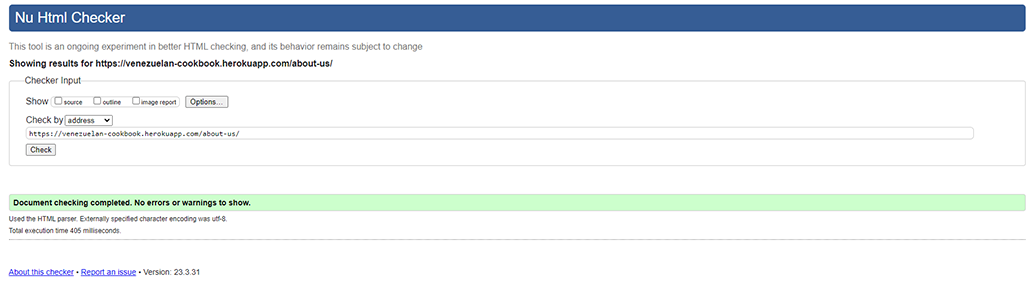 Nu Html Checker
This tool is an ongoing experiment in better HTML checking, and its behavior remains subject to change
Showing results for https://venezuelan-cookbook.herokuapp.com/about-us/
Checker Input
Show source outline image report Options...
Check by address
https://venezuelan-cookbook.herokuapp.com/about-us/
Check
Document checking completed. No errors or warnings to show.
Used the HTML parser. Externally specified character encoding was utf-8.
Total execution time 405 milliseconds.
About this checker • Report an issue • Version: 23.3.31